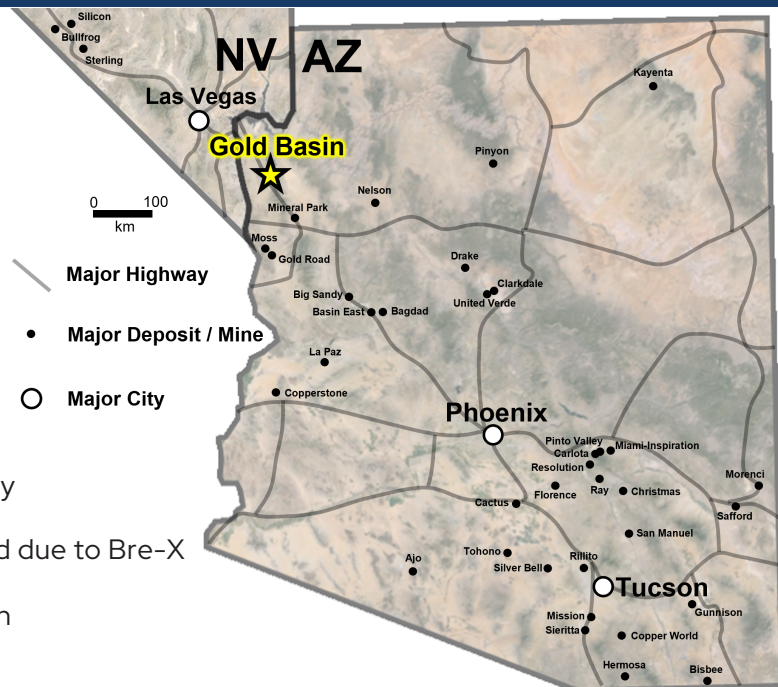 Silicon
Bullfrog
Sterling
NV AZ
Las Vegas
Kayenta
Gold Basin
Pinyon
0 100
km
Nelson
Mineral Park
Moss
Gold Road
Major Highway
Drake
Clarkdale
United Verde
Big Sandy
Basin East
Bagdad
Major Deposit / Mine
La Paz
Copperstone
Major City
Phoenix
Pinto Valley
Miami-Inspiration
Carlota
Resolution
Morenci
Ray
Christmas
Florence
y
Cactus
Safford
San Manuel
d due to Bre-X
Tohono
Rillito
Ajo
Silver Bell
Tucson
Gunnison
n
Mission
Sieritta
Copper World
Hermosa
Bisbee